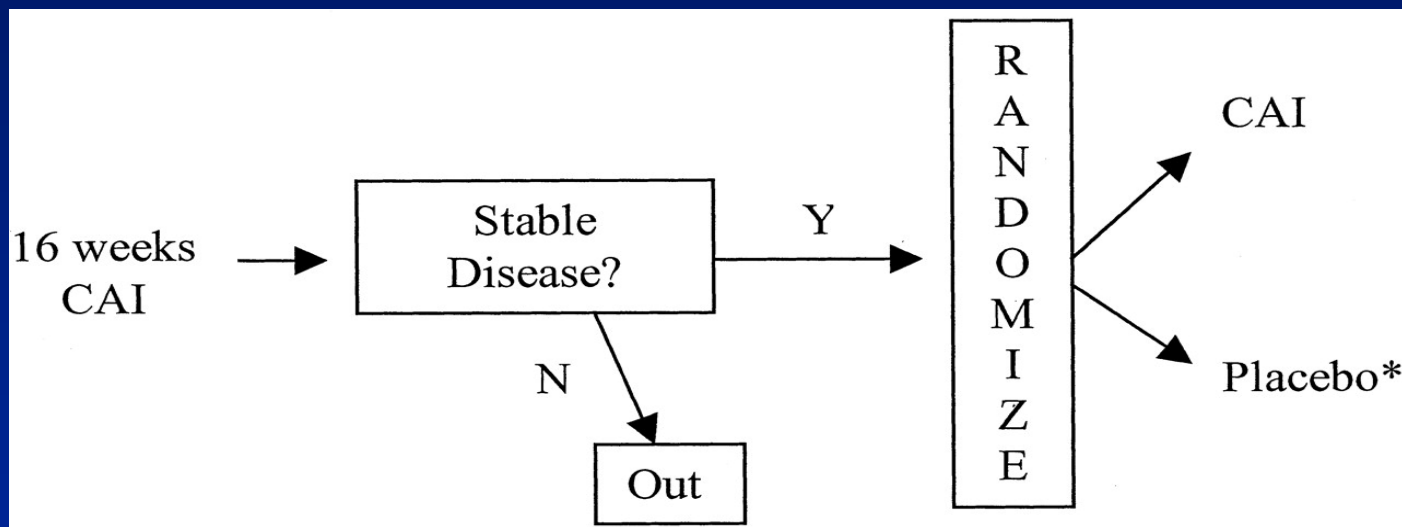 16 weeks
CAI
Stable
Disease?
Y
N
Out
R
A
N
D
O
M
I
Z
E
CAI
Placebo*